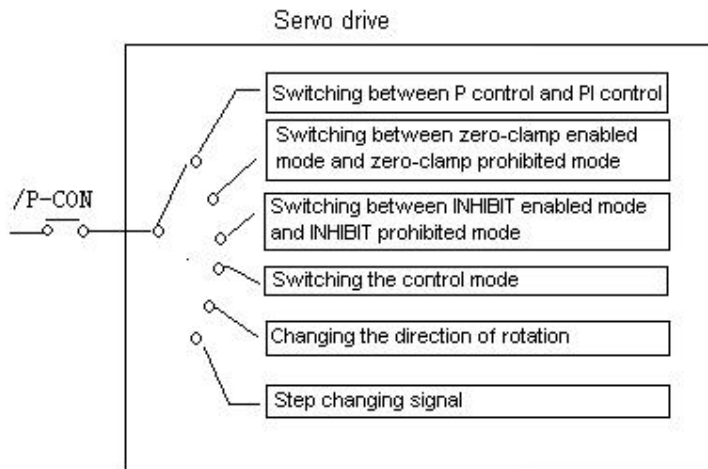 Servo drive
Switching between P control and PI control
Switching between zero-clamp enabled
mode and zero-clamp prohibited mode
/P-CON
Switching between INHIBIT enabled mode
and INHIBIT prohibited mode
Switching the control mode
Changing the direction of rotation
Step changing signal